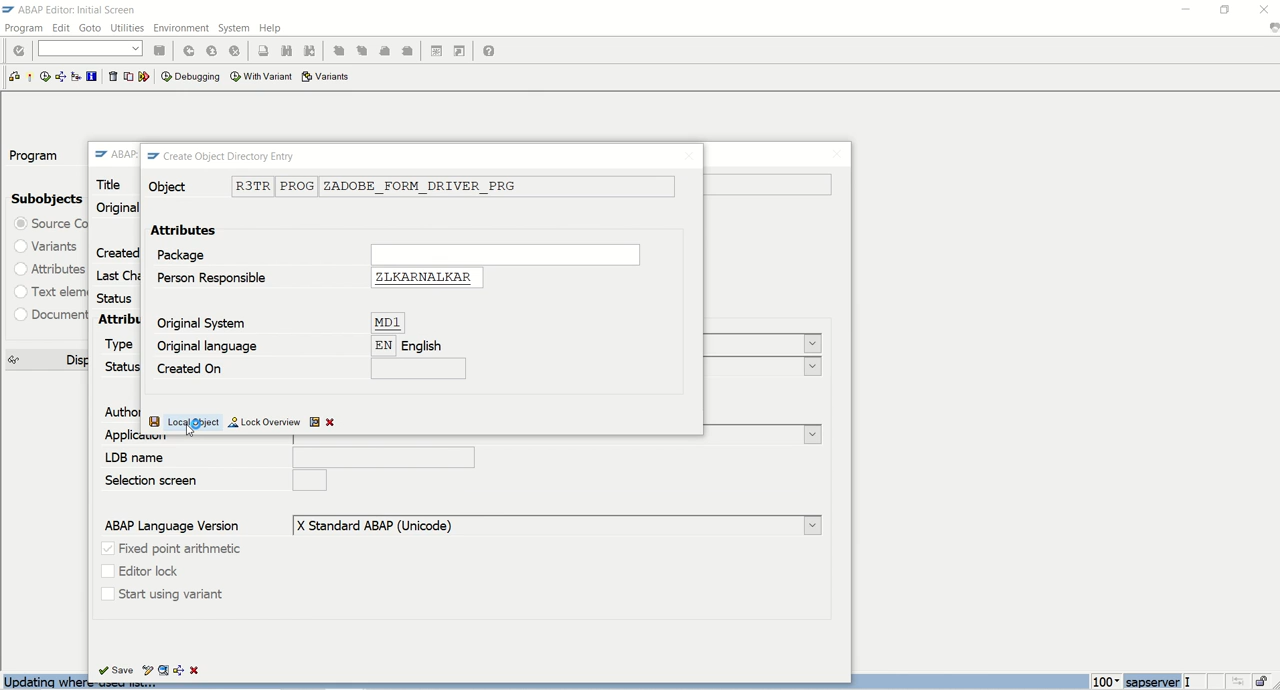 ABAP Editor: Initial Screen
Program Edit Goto Utilities Environment System Help
Debugging With Variant Variants
Program
Subobjects
Source Co
Variants
Attributes
Text elem
Document
Disp
ABAP:
Title
Original
Created
Last Cha
Status
Attribu
Type
Status
Author
Application
LDB name
Selection screen
ABAP Language Version X Standard ABAP (Unicode)
Fixed point arithmetic
Editor lock
Start using variant
Save
Create Object Directory Entry
Object R3TR PROG ZADOBE_FORM_DRIVER_PRG
Attributes
Package
Person Responsible ZLKARNALKAR
Original System MD1
Original language EN English
Created On
Local Object Lock Overview
Updating where used list...
100 sapserver